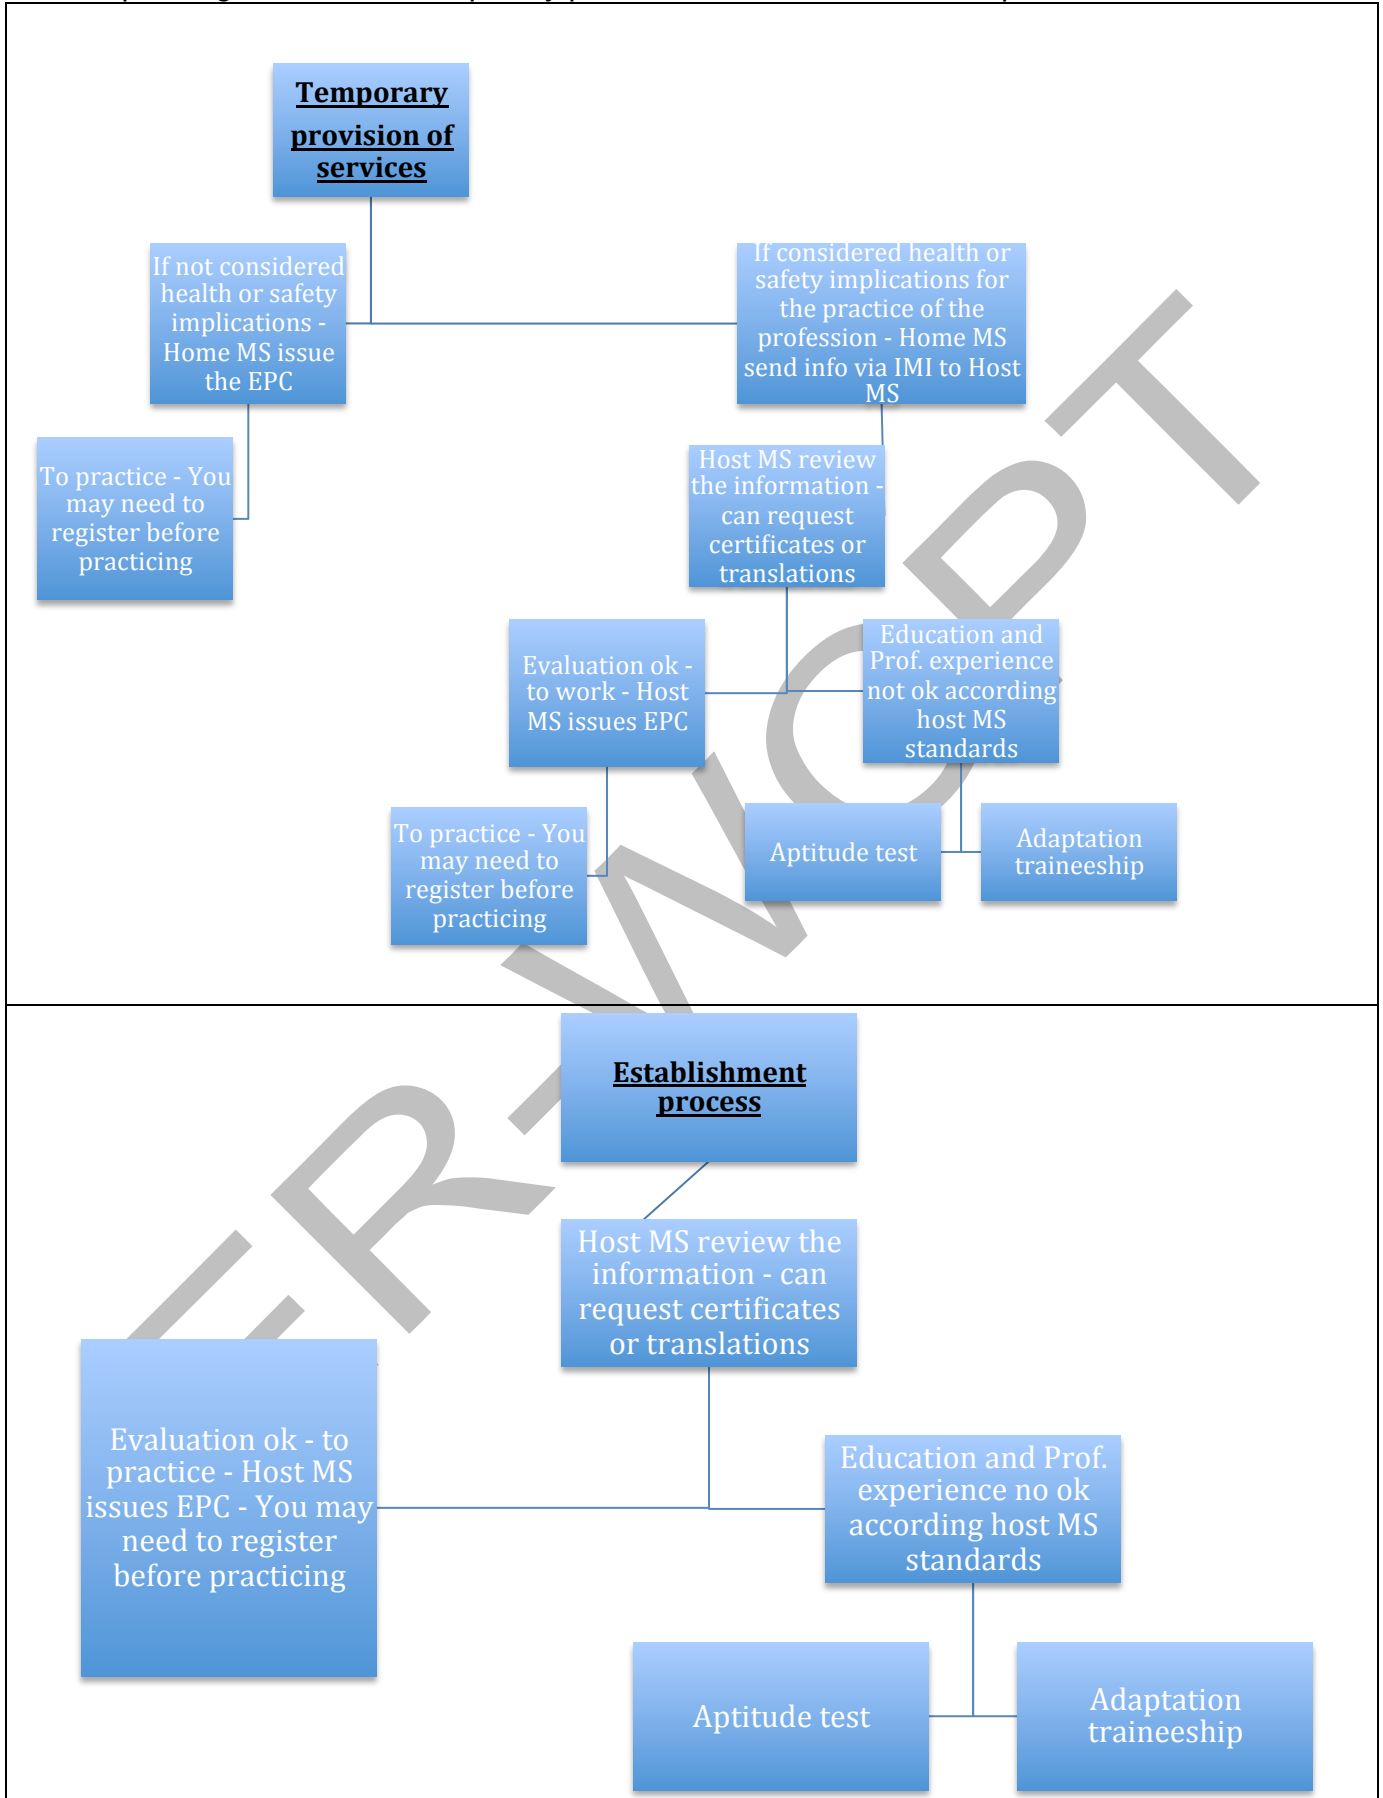 Temporary
provision of
services
If not considered
health or safety
implications -
Home MS issue
the EPC
If considered health or
safety implications for
the practice of the
profession - Home MS
send info via IMI to Host
MS
To practice - You
may need to
register before
practicing
Host MS review
the information -
can request
certificates or
translations
Evaluation ok -
to work - Host
MS issues EPC
Education and
Prof. experience
not ok according
host MS
standards
To practice - You
may need to
register before
practicing
Aptitude test
Adaptation
traineeship
Establishment
process
Host MS review the
information - can
request certificates
or translations
Evaluation ok - to
practice - Host MS
issues EPC - You may
need to register
before practicing
Education and Prof.
experience no ok
according host MS
standards
Aptitude test
Adaptation
traineeship
ER-WCPT